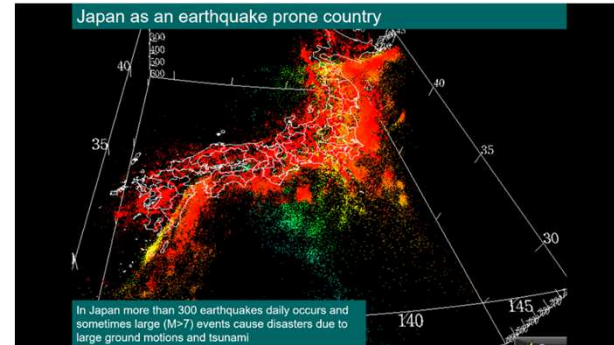 Japan as an earthquake prone country
300
400
500
600
40
35
40
35
30
145
140
In Japan more than 300 earthquakes daily occurs and
sometimes large (M>7) events cause disasters due to
large ground motions and tsunami